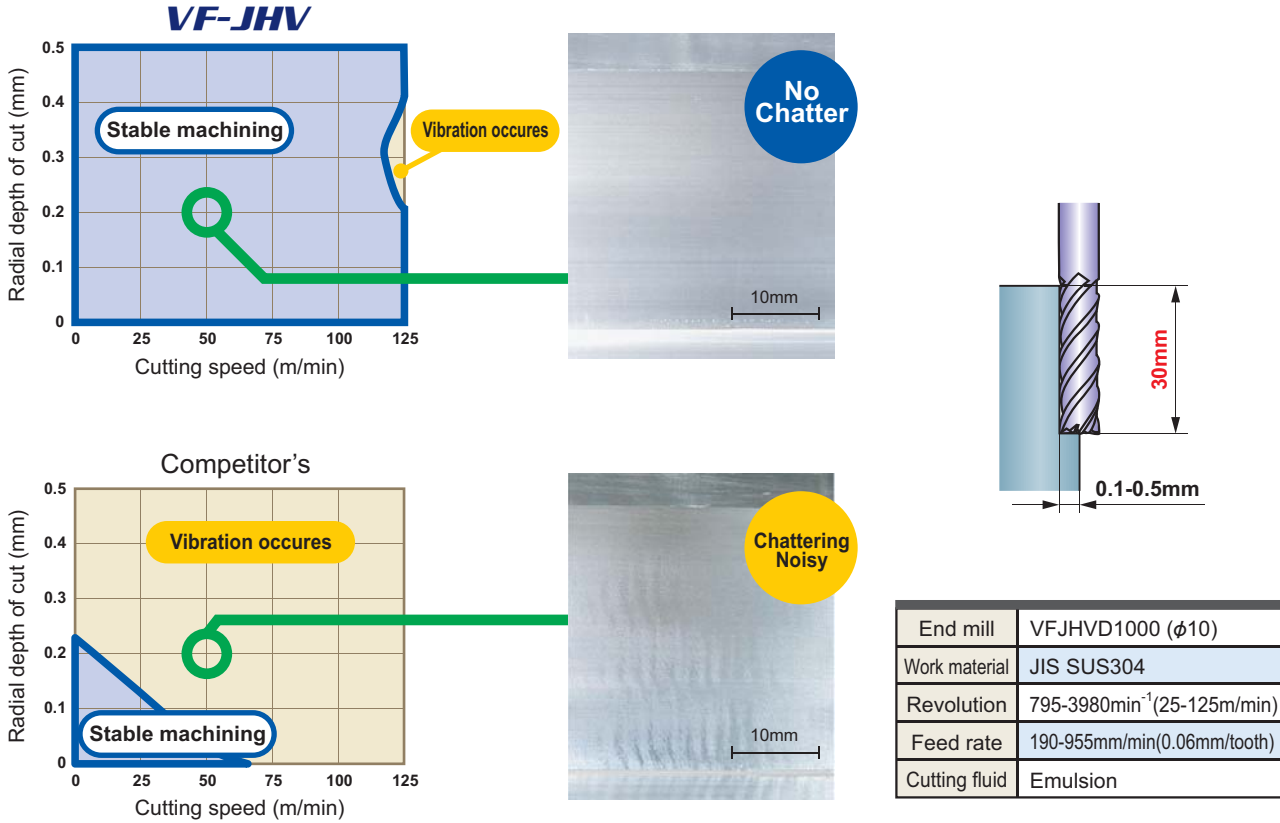 VF-JHV
Radial depth of cut (mm)
0.5
0.4
0.3
0.2
0.1
0
0
25
50
75
100
125
Cutting speed (m/min)
Stable machining
Vibration occures
No
Chatter
10mm
Competitor's
Radial depth of cut (mm)
0.5
0.4
0.3
0.2
0.1
0
0
25
50
75
100
125
Cutting speed (m/min)
Vibration occures
Stable machining
Chattering
Noisy
10mm
30mm
0.1-0.5mm
End mill VFJHVD1000 (ϕ10)
Work material JIS SUS304
Revolution 795-3980min⁻¹(25-125m/min)
Feed rate 190-955mm/min(0.06mm/tooth)
Cutting fluid Emulsion